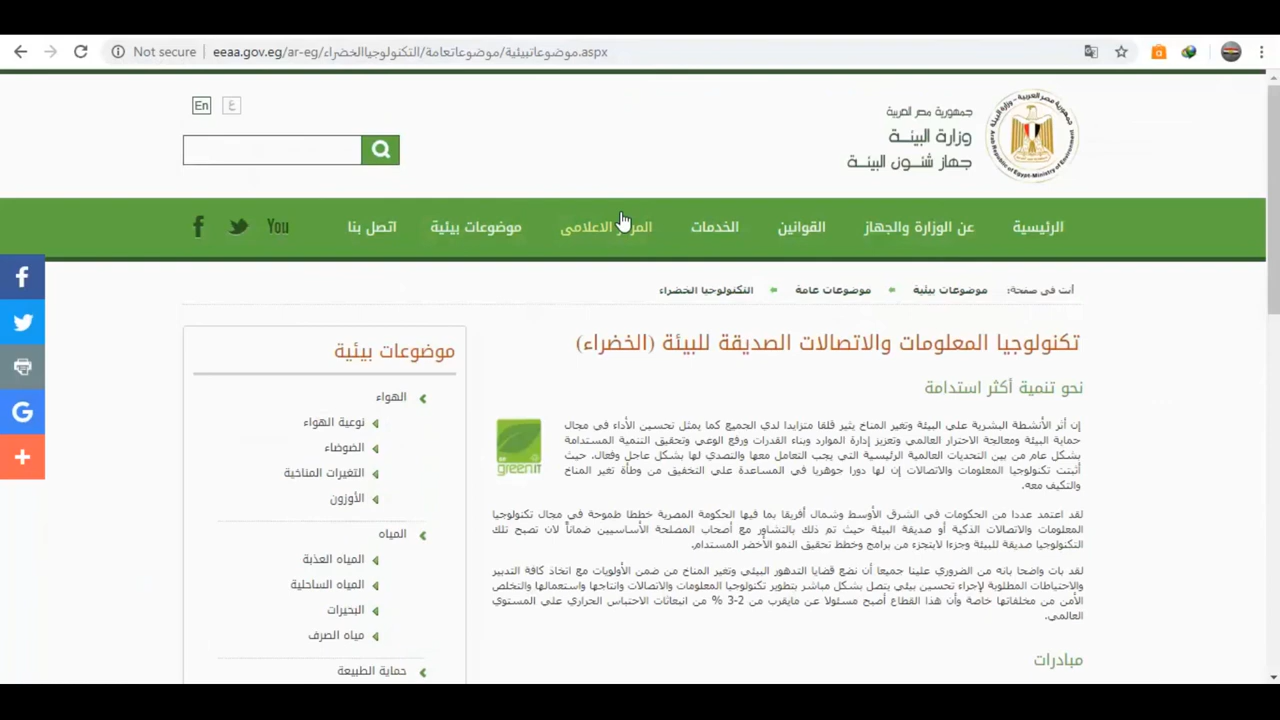 Not secure
eeaa.gov.eg/ar-eg/موضوعاتبيئية/موضوعاتعامة/التكنولوجياالخضراء.aspx
En
ع
جمهورية مصر العربية
وزارة البيئة
جهاز شئون البيئة
الرئيسية
عن الوزارة والجهاز
القوانين
الخدمات
الاعلامى
موضوعات بيئية
اتصل بنا
You
أنت في صفحة: موضوعات بيئية موضوعات عامة التكنولوجيا الخضراء
تكنولوجيا المعلومات والاتصالات الصديقة للبيئة (الخضراء)
نحو تنمية أكثر استدامة
إن أثر الأنشطة البشرية علي البيئة وتغير المناخ يثير قلقا متزايدا لدي الجميع كما يمثل تحسين الأداء في مجال
حماية البيئة ومعالجة الاحترار العالمي وتعزيز إدارة الموارد وبناء القدرات ورفع الوعي وتحقيق التنمية المستدامة
بشكل عام من بين التحديات العالمية الرئيسية التي يجب التعامل معها والتصدي لها بشكل عاجل وفعال، حيث
أثبتت تكنولوجيا المعلومات والاتصالات إن لها دورا جوهريا في المساعدة علي التخفيق من وطأة تغير المناخ
والتكيف معه.
green IT
لقد اعتمد عددا من الحكومات في الشرق الأوسط وشمال أفريقا بما فيها الحكومة المصرية خططا طموحة في مجال تكنولوجيا
المعلومات والاتصالات الذكية أو صديقة البيئة حيث تم ذلك بالتشاور مع أصحاب المصلحة الأساسيين ضماناً لان تصبح تلك
التكنولوجيا صديقة للبيئة وجزءا لايتجزء من برامج وخطط تحقيق النمو الأخضر المستدام.
لقد بات واضحا بانه من الضروري علينا جميعا أن نضع قضايا التدهور البيئي وتغير المناخ من ضمن الأولويات مع اتخاذ كافة التدبير
والاحتياطات المطلوبة لإجراء تحسين بيئي يتصل بشكل مباشر بتطوير تكنولوجيا المعلومات والاتصالات وانتاجها واستعمالها والتخلص
الأمن من مخلفاتها خاصة وأن هذا القطاع أصبح مسئولا عن مايقرب من 2-3 % من انبعاثات الاحتباس الحراري علي المستوي
العالمي.
مبادرات
موضوعات بيئية
الهواء
نوعية الهواء
الضوضاء
التغيرات المناخية
الأوزون
المياه
المياه العذبة
المياه الساحلية
البحيرات
مياه الصرف
حماية الطبيعة